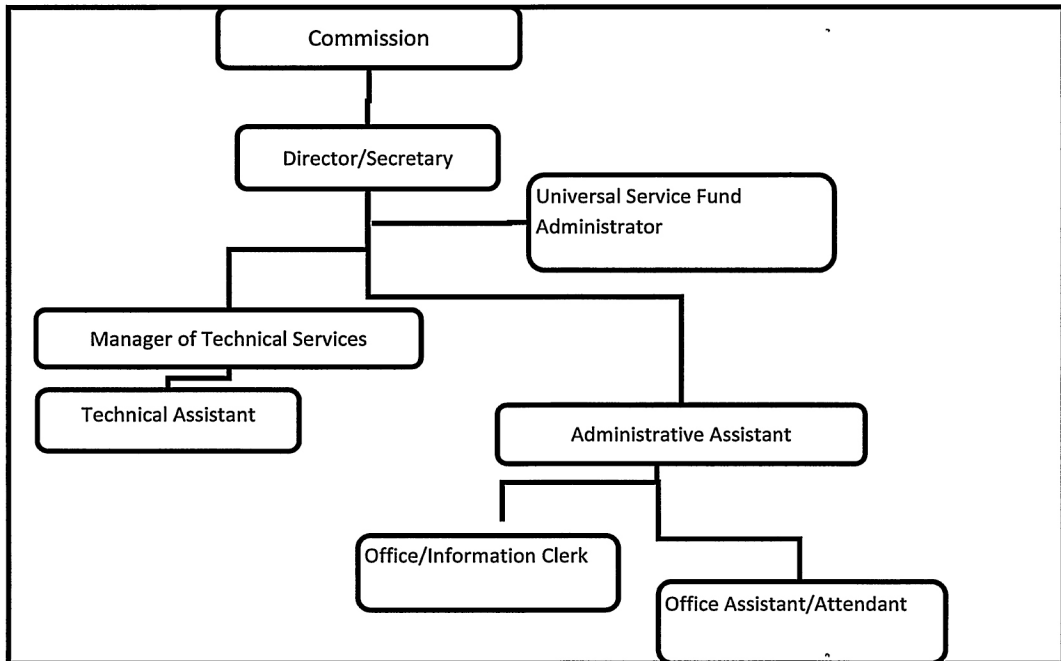 Commission
Director/Secretary
Universal Service Fund
Administrator
Manager of Technical Services
Technical Assistant
Administrative Assistant
Office/Information Clerk
Office Assistant/Attendant